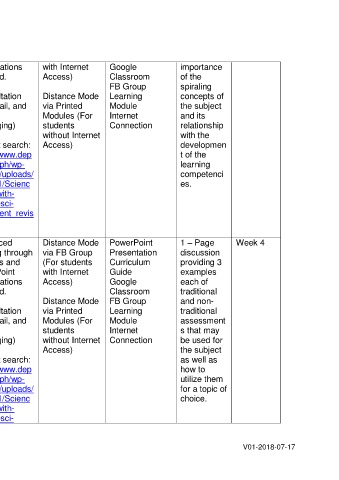 ations
d.
tation
ail, and
ging)
search:
www.dep
ph/wp-
/uploads/
with-
sci-
ent_revis
with Internet
Access)
Distance Mode
via Printed
Modules (For
students
without Internet
Access)
Google
Classroom
FB Group
Learning
Module
Internet
Connection
importance
of the
spiraling
concepts of
the subject
and its
relationship
with the
developmen
t of the
learning
competenci
es.
ced
g through
s and
Point
ations
d.
tation
ail, and
ging)
search:
www.dep
ph/wp-
/uploads/
with-
sci-
Distance Mode
via FB Group
(For students
with Internet
Access)
Distance Mode
via Printed
Modules (For
students
without Internet
Access)
PowerPoint
Presentation
Curriculum
Guide
Google
Classroom
FB Group
Learning
Module
Internet
Connection
1 – Page
discussion
providing 3
examples
each of
traditional
and non-
traditional
assessment
s that may
be used for
the subject
as well as
how to
utilize them
for a topic of
choice.
Week 4
V01-2018-07-17